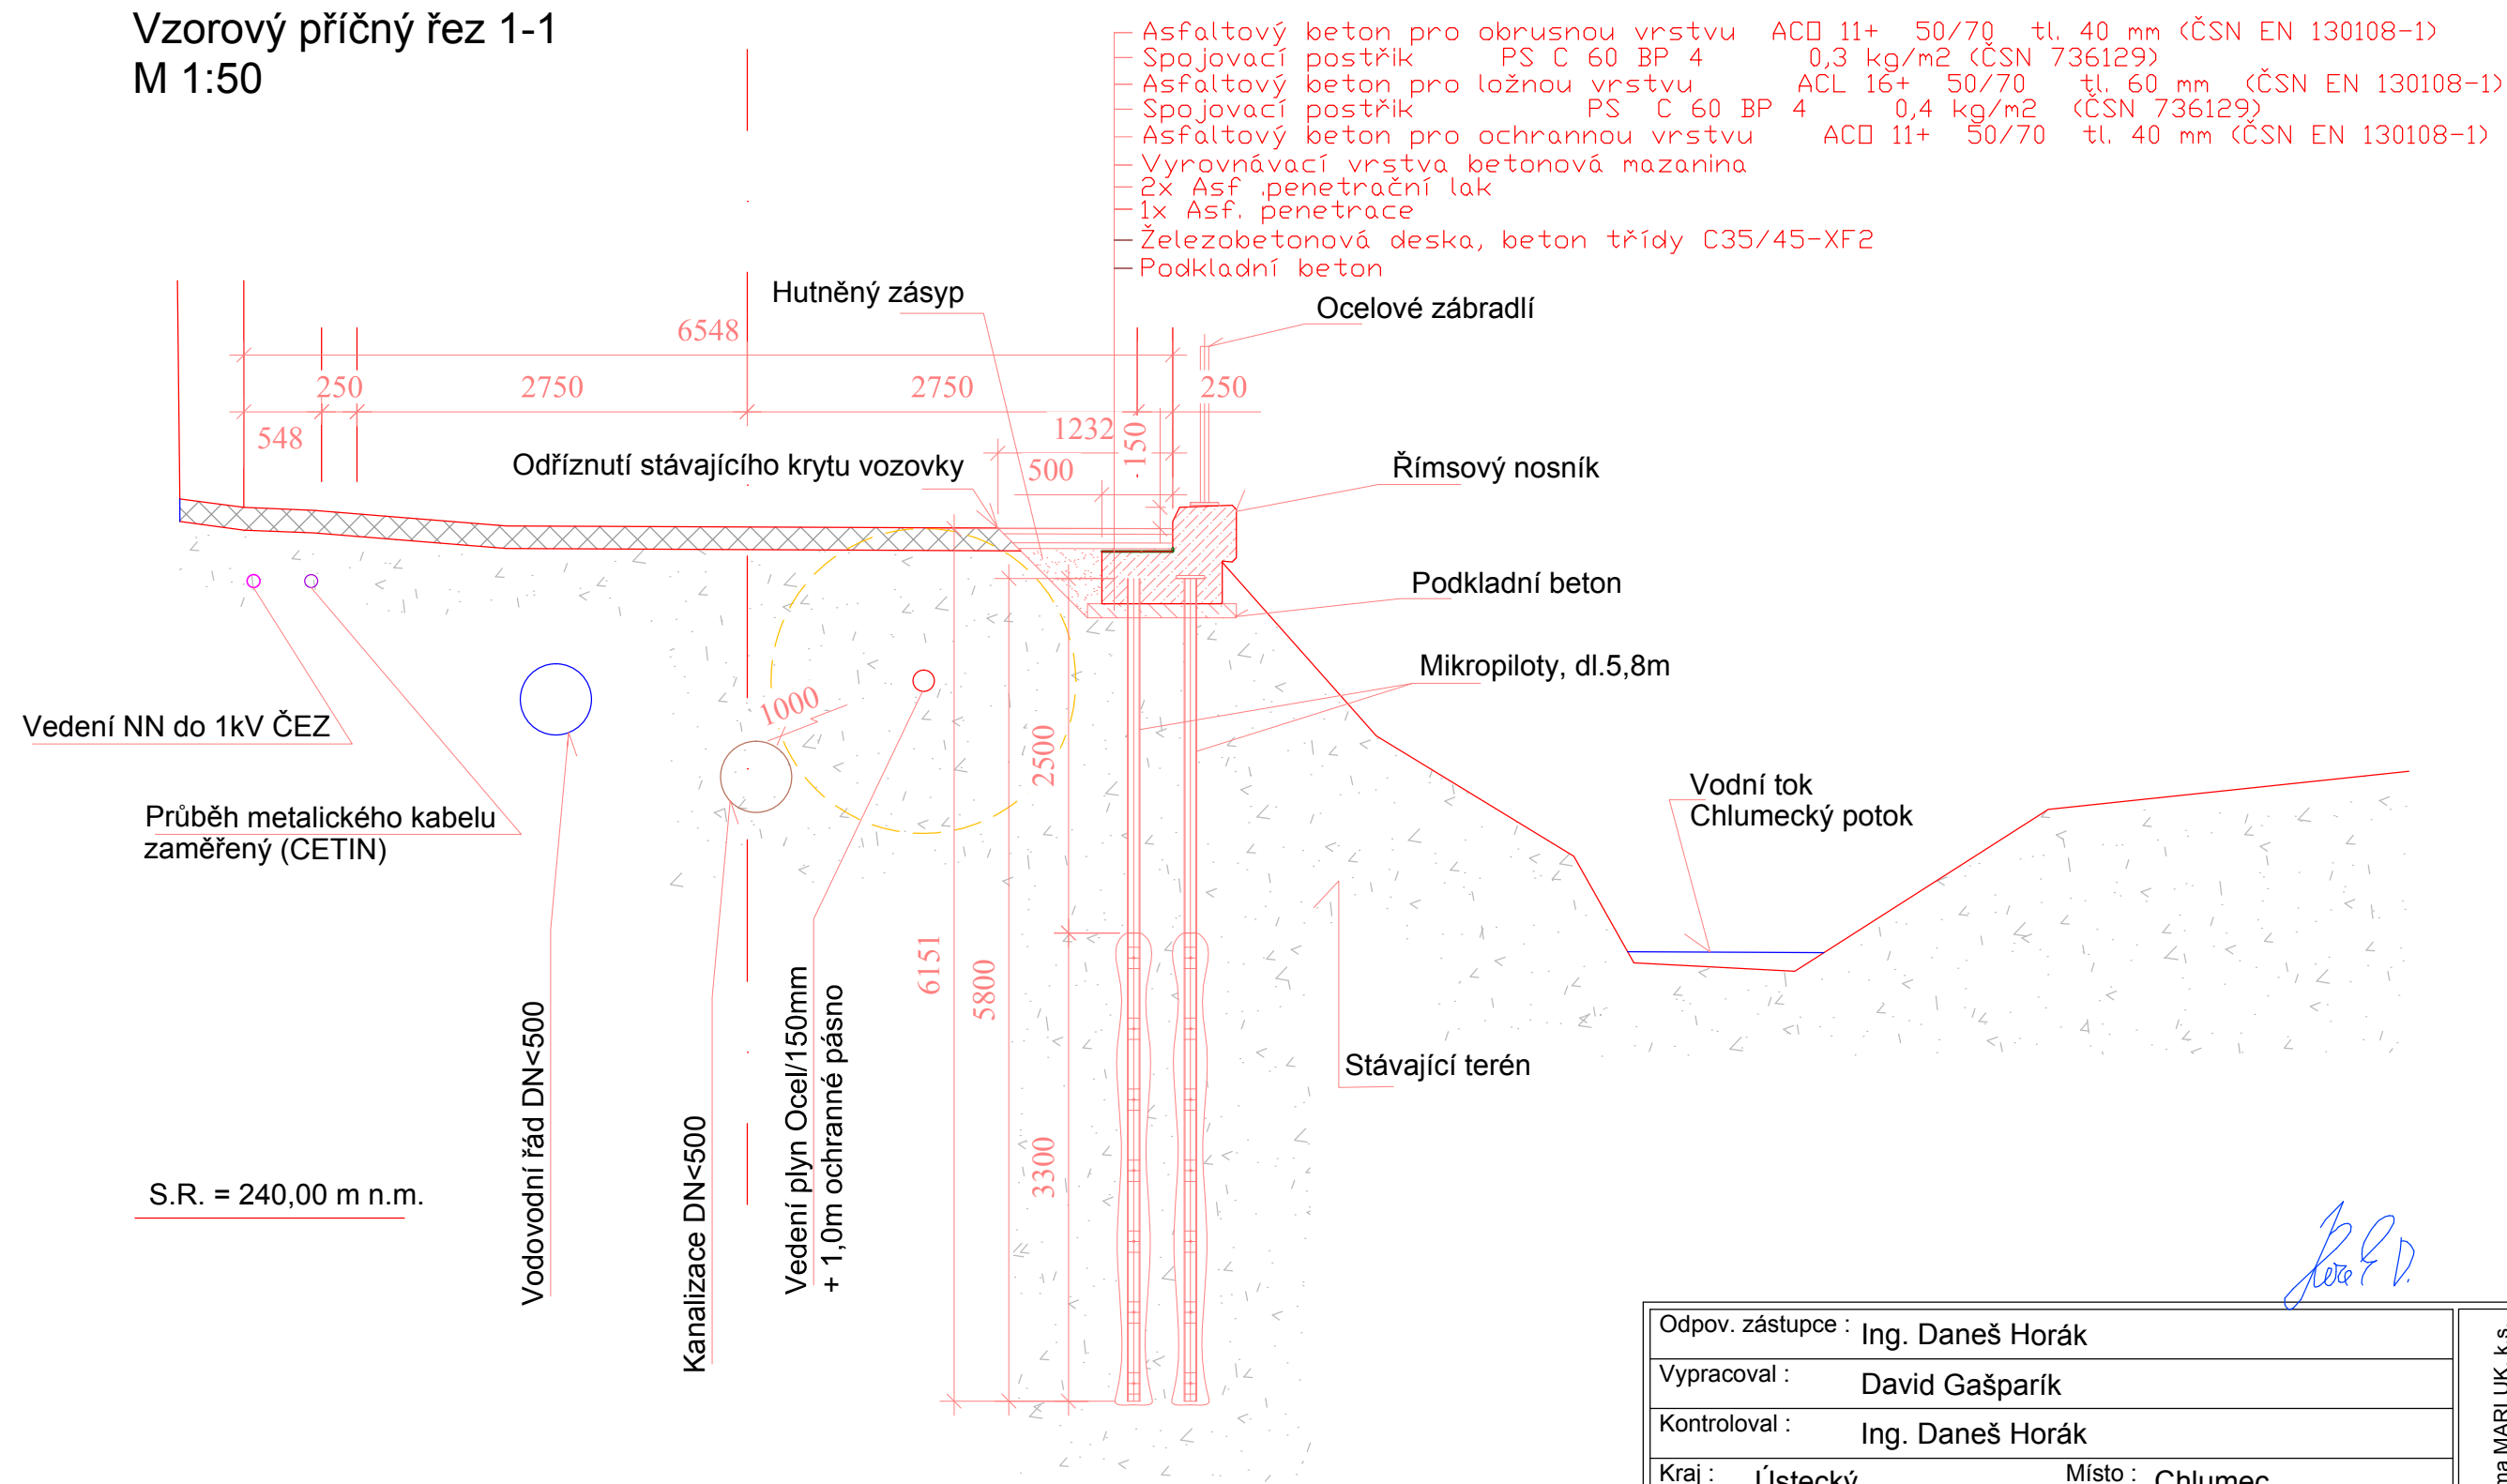 Vzorový příčný řez 1-1
M 1:50
Asfaltový beton pro obrusnou vrstvu ACO 11+ 50/70 tl. 40 mm (ČSN EN 130108-1)
Spojovací postřik PS C 60 BP 4 0,3 kg/m2 (ČSN 736129)
Asfaltový beton pro ložnou vrstvu ACL 16+ 50/70 tl. 60 mm (ČSN EN 130108-1)
Spojovací postřik PS C 60 BP 4 0,4 kg/m2 (ČSN 736129)
Asfaltový beton pro ochrannou vrstvu ACO 11+ 50/70 tl. 40 mm (ČSN EN 130108-1)
Vyrovnávací vrstva betonová mazanina
2x Asf .penetrační lak
1x Asf. penetrace
Železobetonová deska, beton třídy C35/45-XF2
Podkladní beton
Hutněný zásyp
Ocelové zábradlí
6548
250
2750
2750
250
548
1232
150
500
Odříznutí stávajícího krytu vozovky
Římsový nosník
Podkladní beton
Mikropiloty, dl.5,8m
1000
2500
Vedení NN do 1kV ČEZ
Průběh metalického kabelu
zaměřený (CETIN)
Vodní tok
Chlumecký potok
6151
5800
3300
Stávající terén
Vodovodní řád DN<500
Kanalizace DN<500
Vedení plyn Ocel/150mm
+ 1,0m ochranné pásno
S.R. = 240,00 m n.m.
Odpov. zástupce : Ing. Daneš Horák
Vypracoval : David Gašparík
Kontroloval : Ing. Daneš Horák
Kraj : Ústecký Místo : Chlumec
MARI UK k.s.